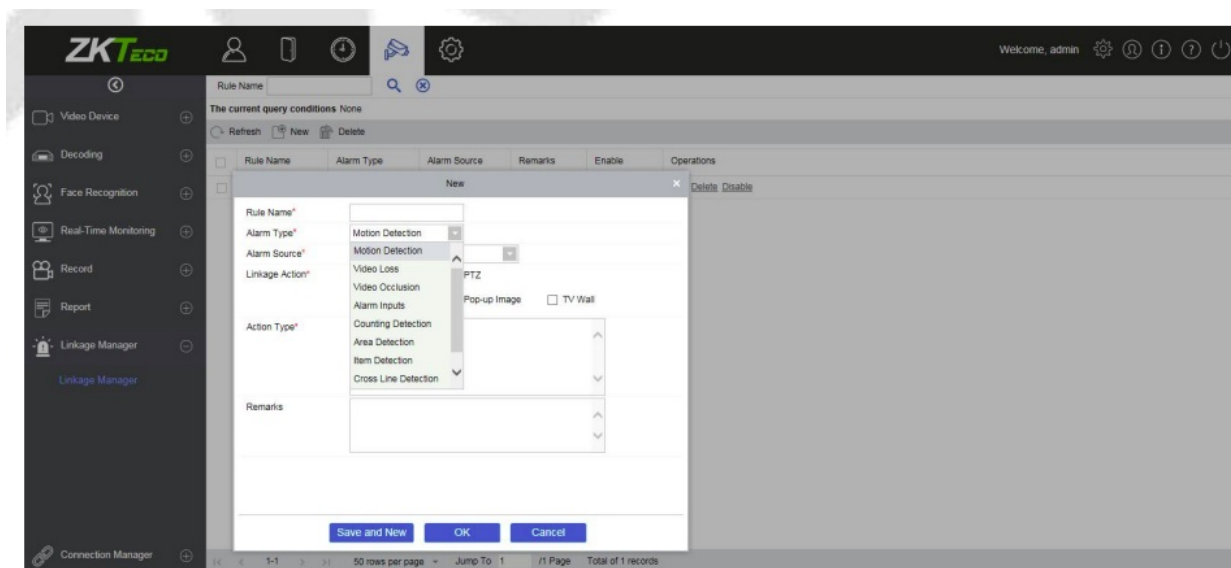 ZKTeco
Welcome, admin
Rule Name
The current query conditions None
Refresh New Delete
Rule Name Alarm Type Alarm Source Remarks Enable Operations
Delete Disable
Video Device
Decoding
Face Recognition
Real-Time Monitoring
Record
Report
Linkage Manager
Linkage Manager
Connection Manager
New
Rule Name*
Alarm Type* Motion Detection
Alarm Source*
Linkage Action*
Motion Detection
Video Loss
Video Occlusion
Alarm Inputs
Counting Detection
Area Detection
Item Detection
Cross Line Detection
PTZ
Pop-up Image TV Wall
Action Type*
Remarks
Save and New OK Cancel
1-1 50 rows per page Jump To 1 /1 Page Total of 1 records